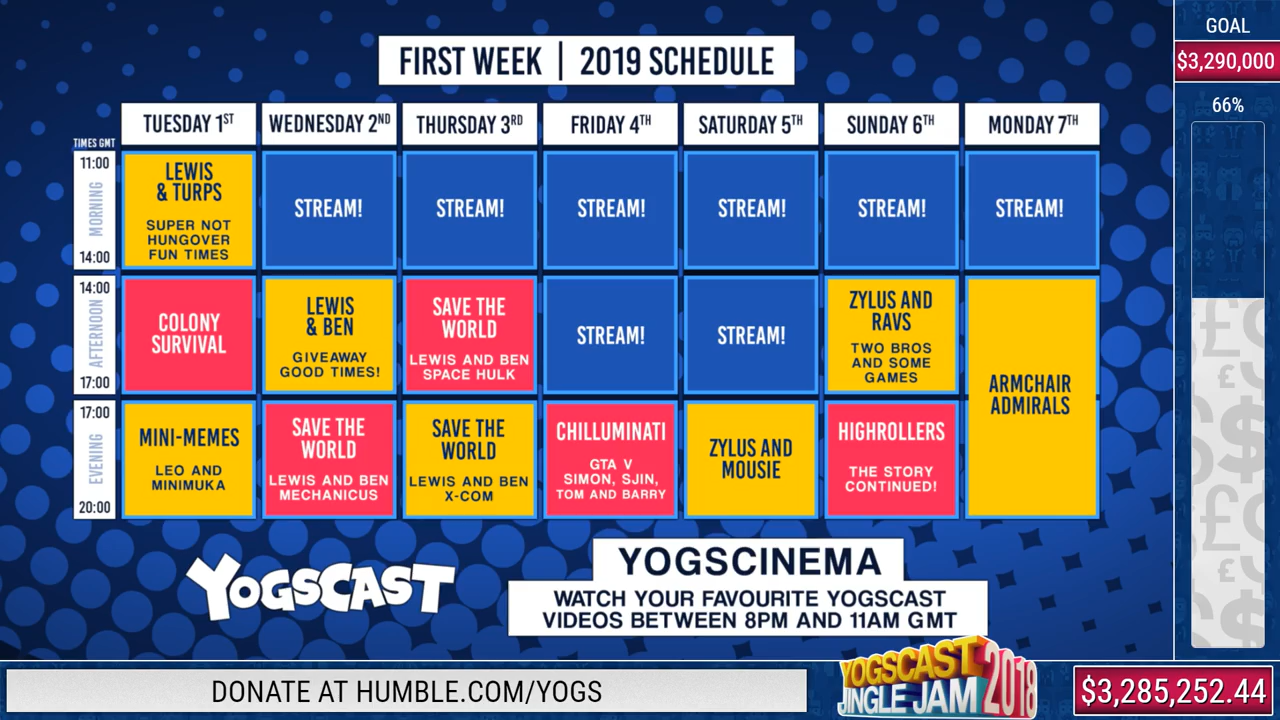 FIRST WEEK | 2019 SCHEDULE
GOAL
$3,290,000
66%
TIMES GMT
TUESDAY 1ST
WEDNESDAY 2ND
THURSDAY 3RD
FRIDAY 4TH
SATURDAY 5TH
SUNDAY 6TH
MONDAY 7TH
11:00
MORNING
14:00
LEWIS
& TURPS
SUPER NOT
HUNGOVER
FUN TIMES
STREAM!
STREAM!
STREAM!
STREAM!
STREAM!
STREAM!
14:00
AFTERNOON
17:00
COLONY
SURVIVAL
LEWIS
& BEN
GIVEAWAY
GOOD TIMES!
SAVE THE
WORLD
LEWIS AND BEN
SPACE HULK
STREAM!
STREAM!
ZYLUS AND
RAVS
TWO BROS
AND SOME
GAMES
ARMCHAIR
ADMIRALS
17:00
EVENING
20:00
MINI-MEMES
LEO AND
MINIMUKA
SAVE THE
WORLD
LEWIS AND BEN
MECHANICUS
SAVE THE
WORLD
LEWIS AND BEN
X-COM
CHILLUMINATI
GTA V
SIMON, SJIN,
TOM AND BARRY
ZYLUS AND
MOUSIE
HIGHROLLERS
THE STORY
CONTINUED!
YOGSCAST
YOGSCINEMA
WATCH YOUR FAVOURITE YOGSCAST
VIDEOS BETWEEN 8PM AND 11AM GMT
DONATE AT HUMBLE.COM/YOGS
YOGSCAST
JINGLE JAM 2018
$3,285,252.44